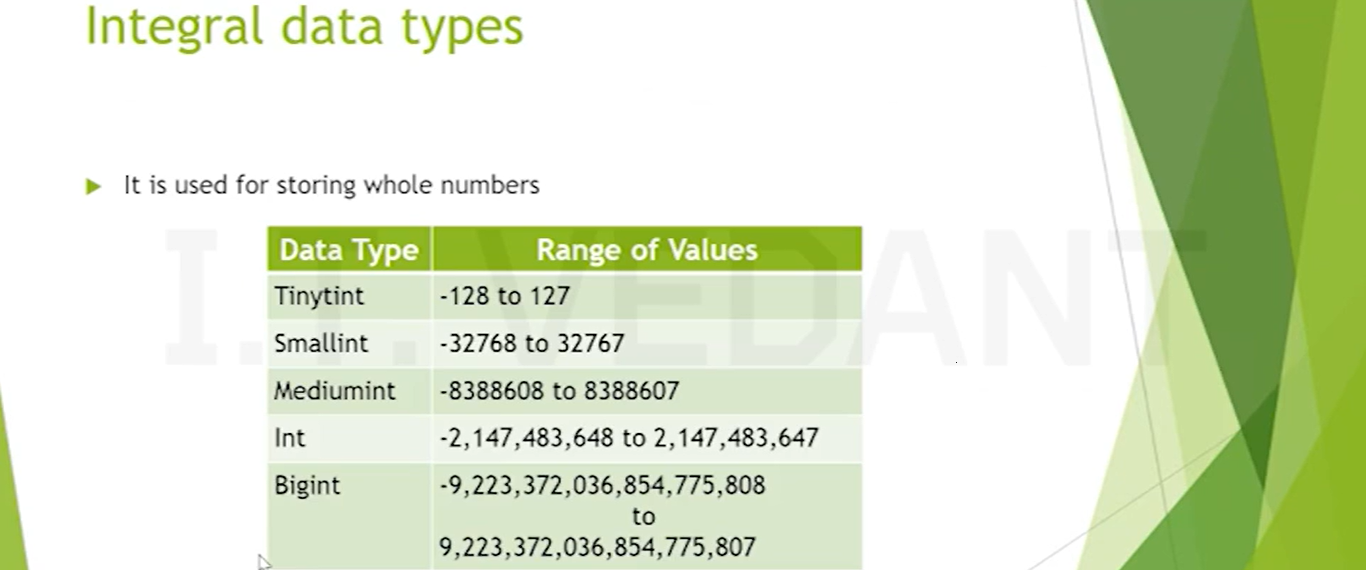 Integral data types
It is used for storing whole numbers
Data Type Range of Values
Tinytint -128 to 127
Smallint -32768 to 32767
Mediumint -8388608 to 8388607
Int -2,147,483,648 to 2,147,483,647
Bigint -9,223,372,036,854,775,808
to
9,223,372,036,854,775,807
I.T.VEDANT